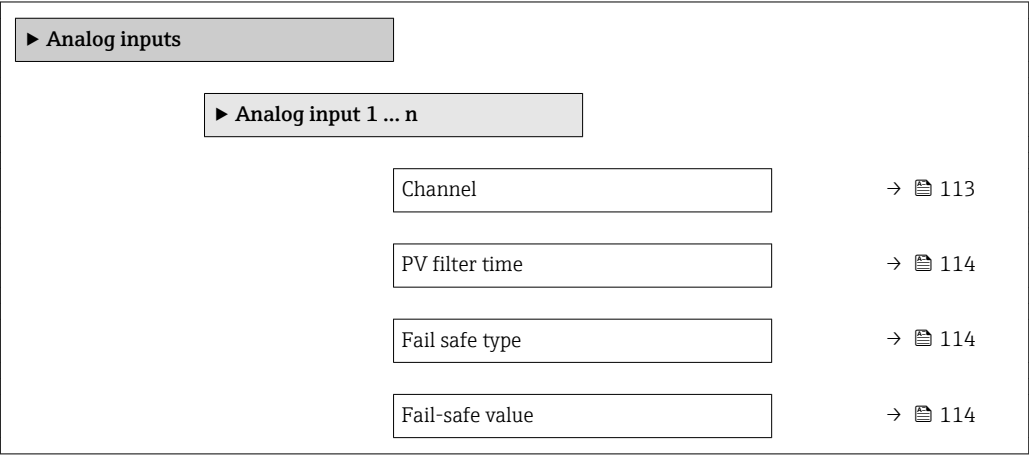 ► Analog inputs
► Analog input 1 ... n
Channel → 🖹 113
PV filter time → 🖹 114
Fail safe type → 🖹 114
Fail-safe value → 🖹 114